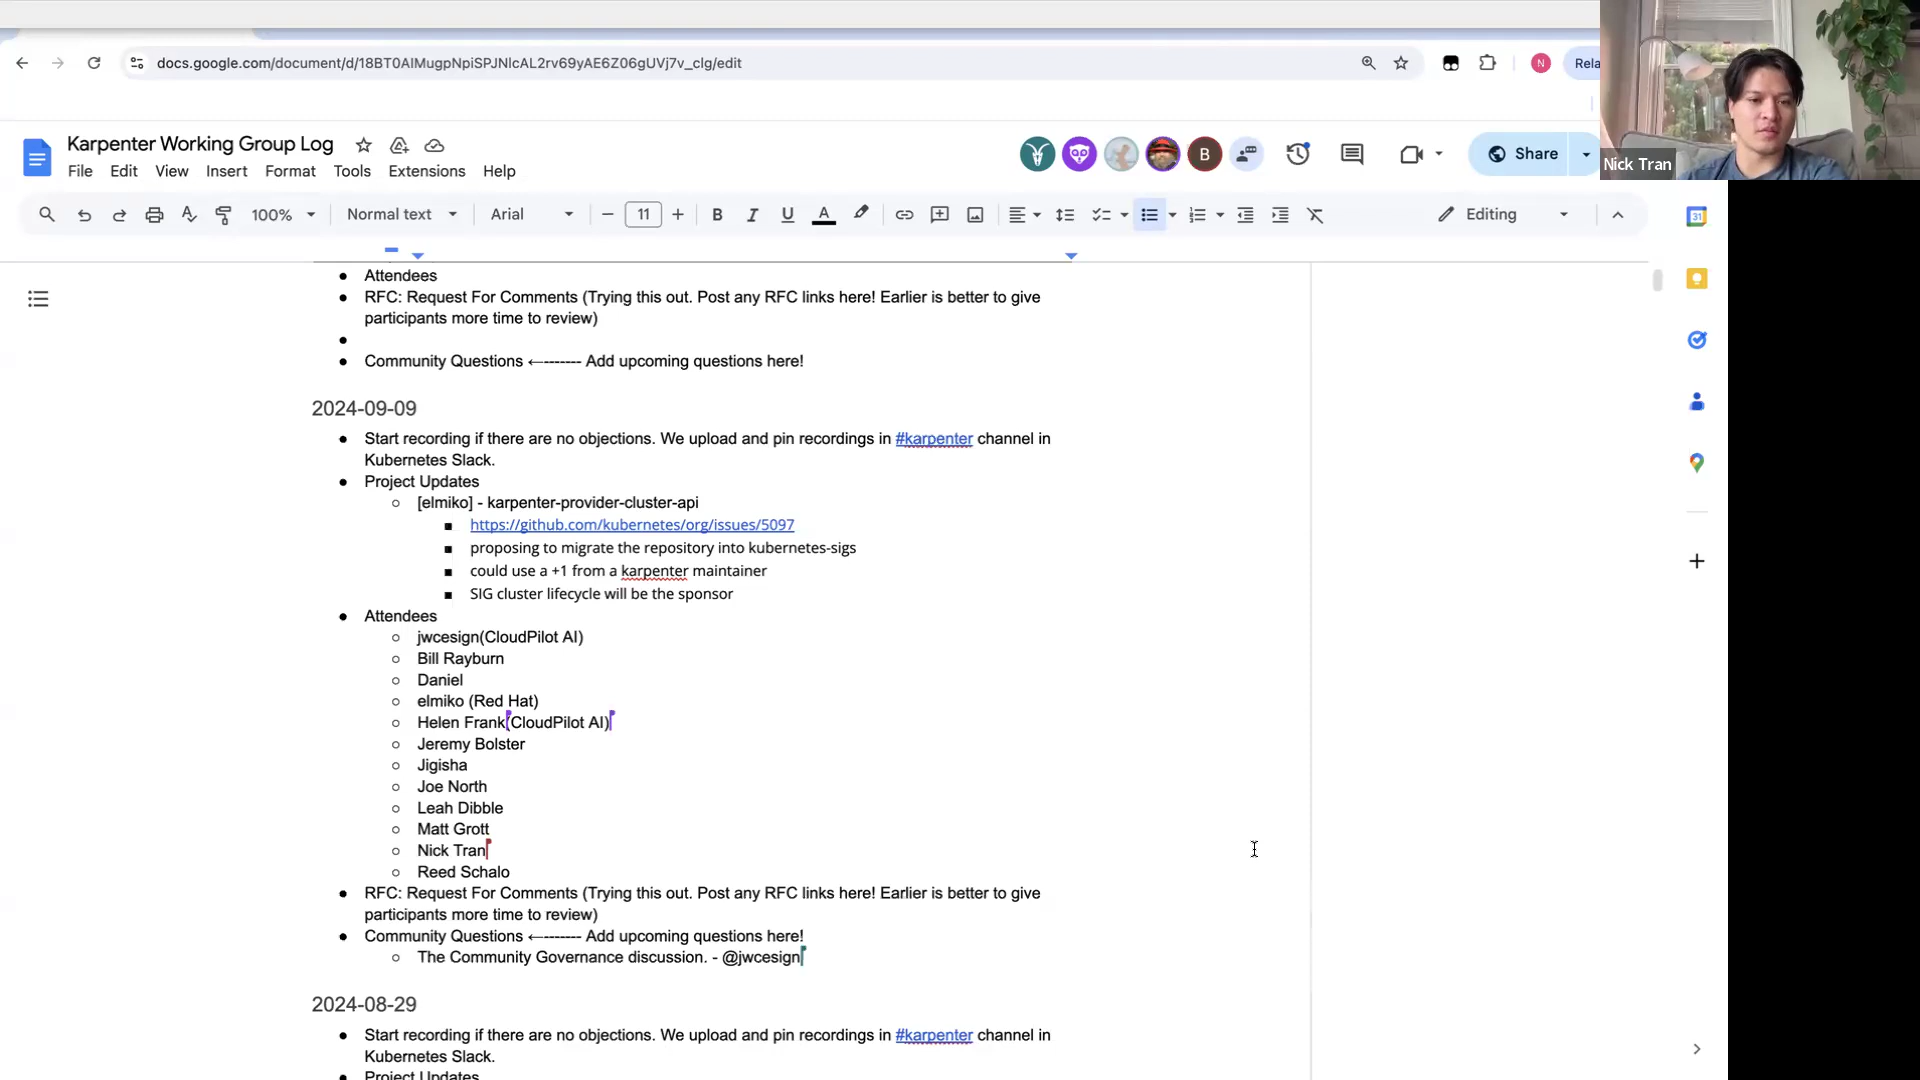 docs.google.com/document/d/18BT0AlMugpNpiSPJNlcAL2rv69yAE6Z06gUVj7v_clg/edit
N
Rela
Karpenter Working Group Log
B
Share
Nick Tran
File Edit View Insert Format Tools Extensions Help
100% Normal text Arial 11 B I U A Editing
31
Attendees
RFC: Request For Comments (Trying this out. Post any RFC links here! Earlier is better to give
participants more time to review)
Community Questions ←------- Add upcoming questions here!
2024-09-09
Start recording if there are no objections. We upload and pin recordings in #karpenter channel in
Kubernetes Slack.
Project Updates
[elmiko] - karpenter-provider-cluster-api
https://github.com/kubernetes/org/issues/5097
proposing to migrate the repository into kubernetes-sigs
could use a +1 from a karpenter maintainer
SIG cluster lifecycle will be the sponsor
Attendees
jwcesign(CloudPilot AI)
Bill Rayburn
Daniel
elmiko (Red Hat)
Helen Frank(CloudPilot AI)
Jeremy Bolster
Jigisha
Joe North
Leah Dibble
Matt Grott
Nick Tran
Reed Schalo
RFC: Request For Comments (Trying this out. Post any RFC links here! Earlier is better to give
participants more time to review)
Community Questions ←------- Add upcoming questions here!
The Community Governance discussion. - @jwcesign
2024-08-29
Start recording if there are no objections. We upload and pin recordings in #karpenter channel in
Kubernetes Slack.
Project Updates